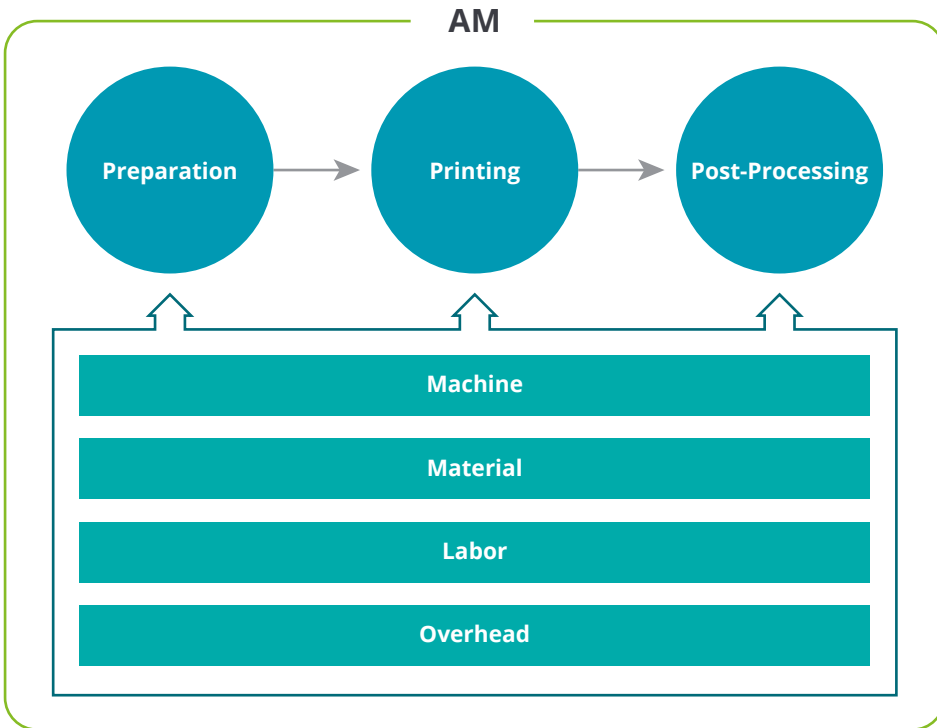 AM
Preparation
Printing
Post-Processing
Machine
Material
Labor
Overhead